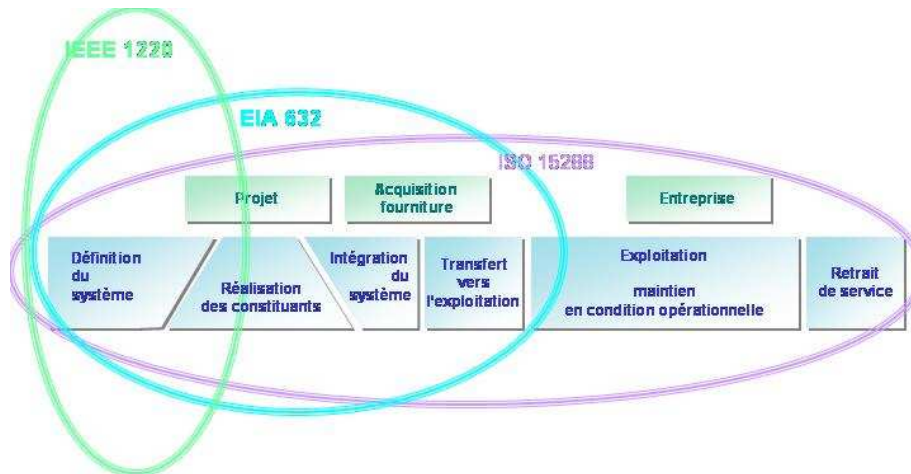 IEEE 1220
EIA 632
ISO 15288
Projet
Acquisition
fourniture
Entreprise
Définition
du
système
Réalisation
des constituants
Intégration
du
système
Transfert
vers
l'exploitation
Exploitation
maintien
en condition opérationnelle
Retrait
de service